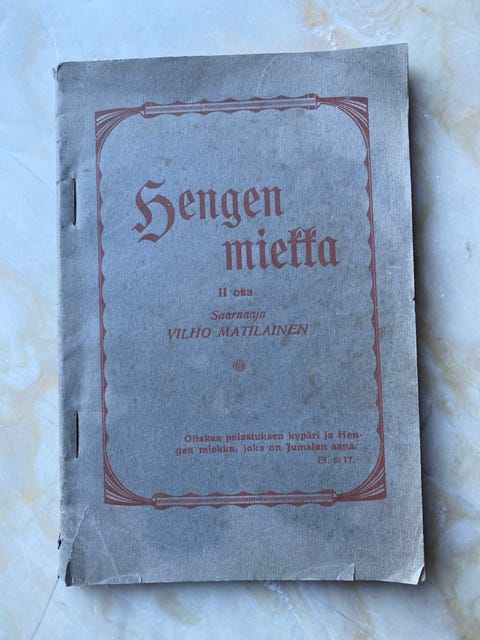 Hengen
miekka
II osa
Saarnaaja
VILHO MATILAINEN
Ottakaa pelastuksen kypäri ja Hen-
gen miekka, joka on Jumalan sana.
Ef. 6: 17.